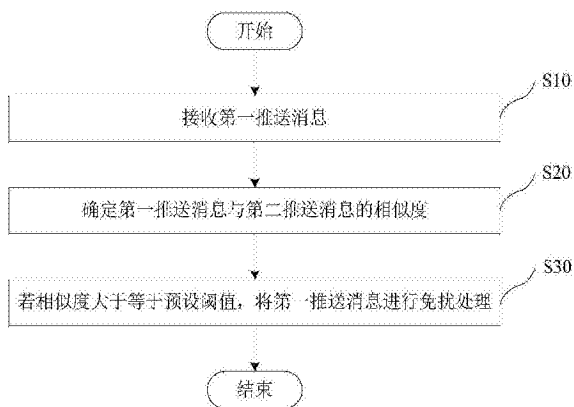 开始
S10
接收第一推送消息
S20
确定第一推送消息与第二推送消息的相似度
S30
若相似度大于等于预设阈值，将第一推送消息进行免扰处理
结束